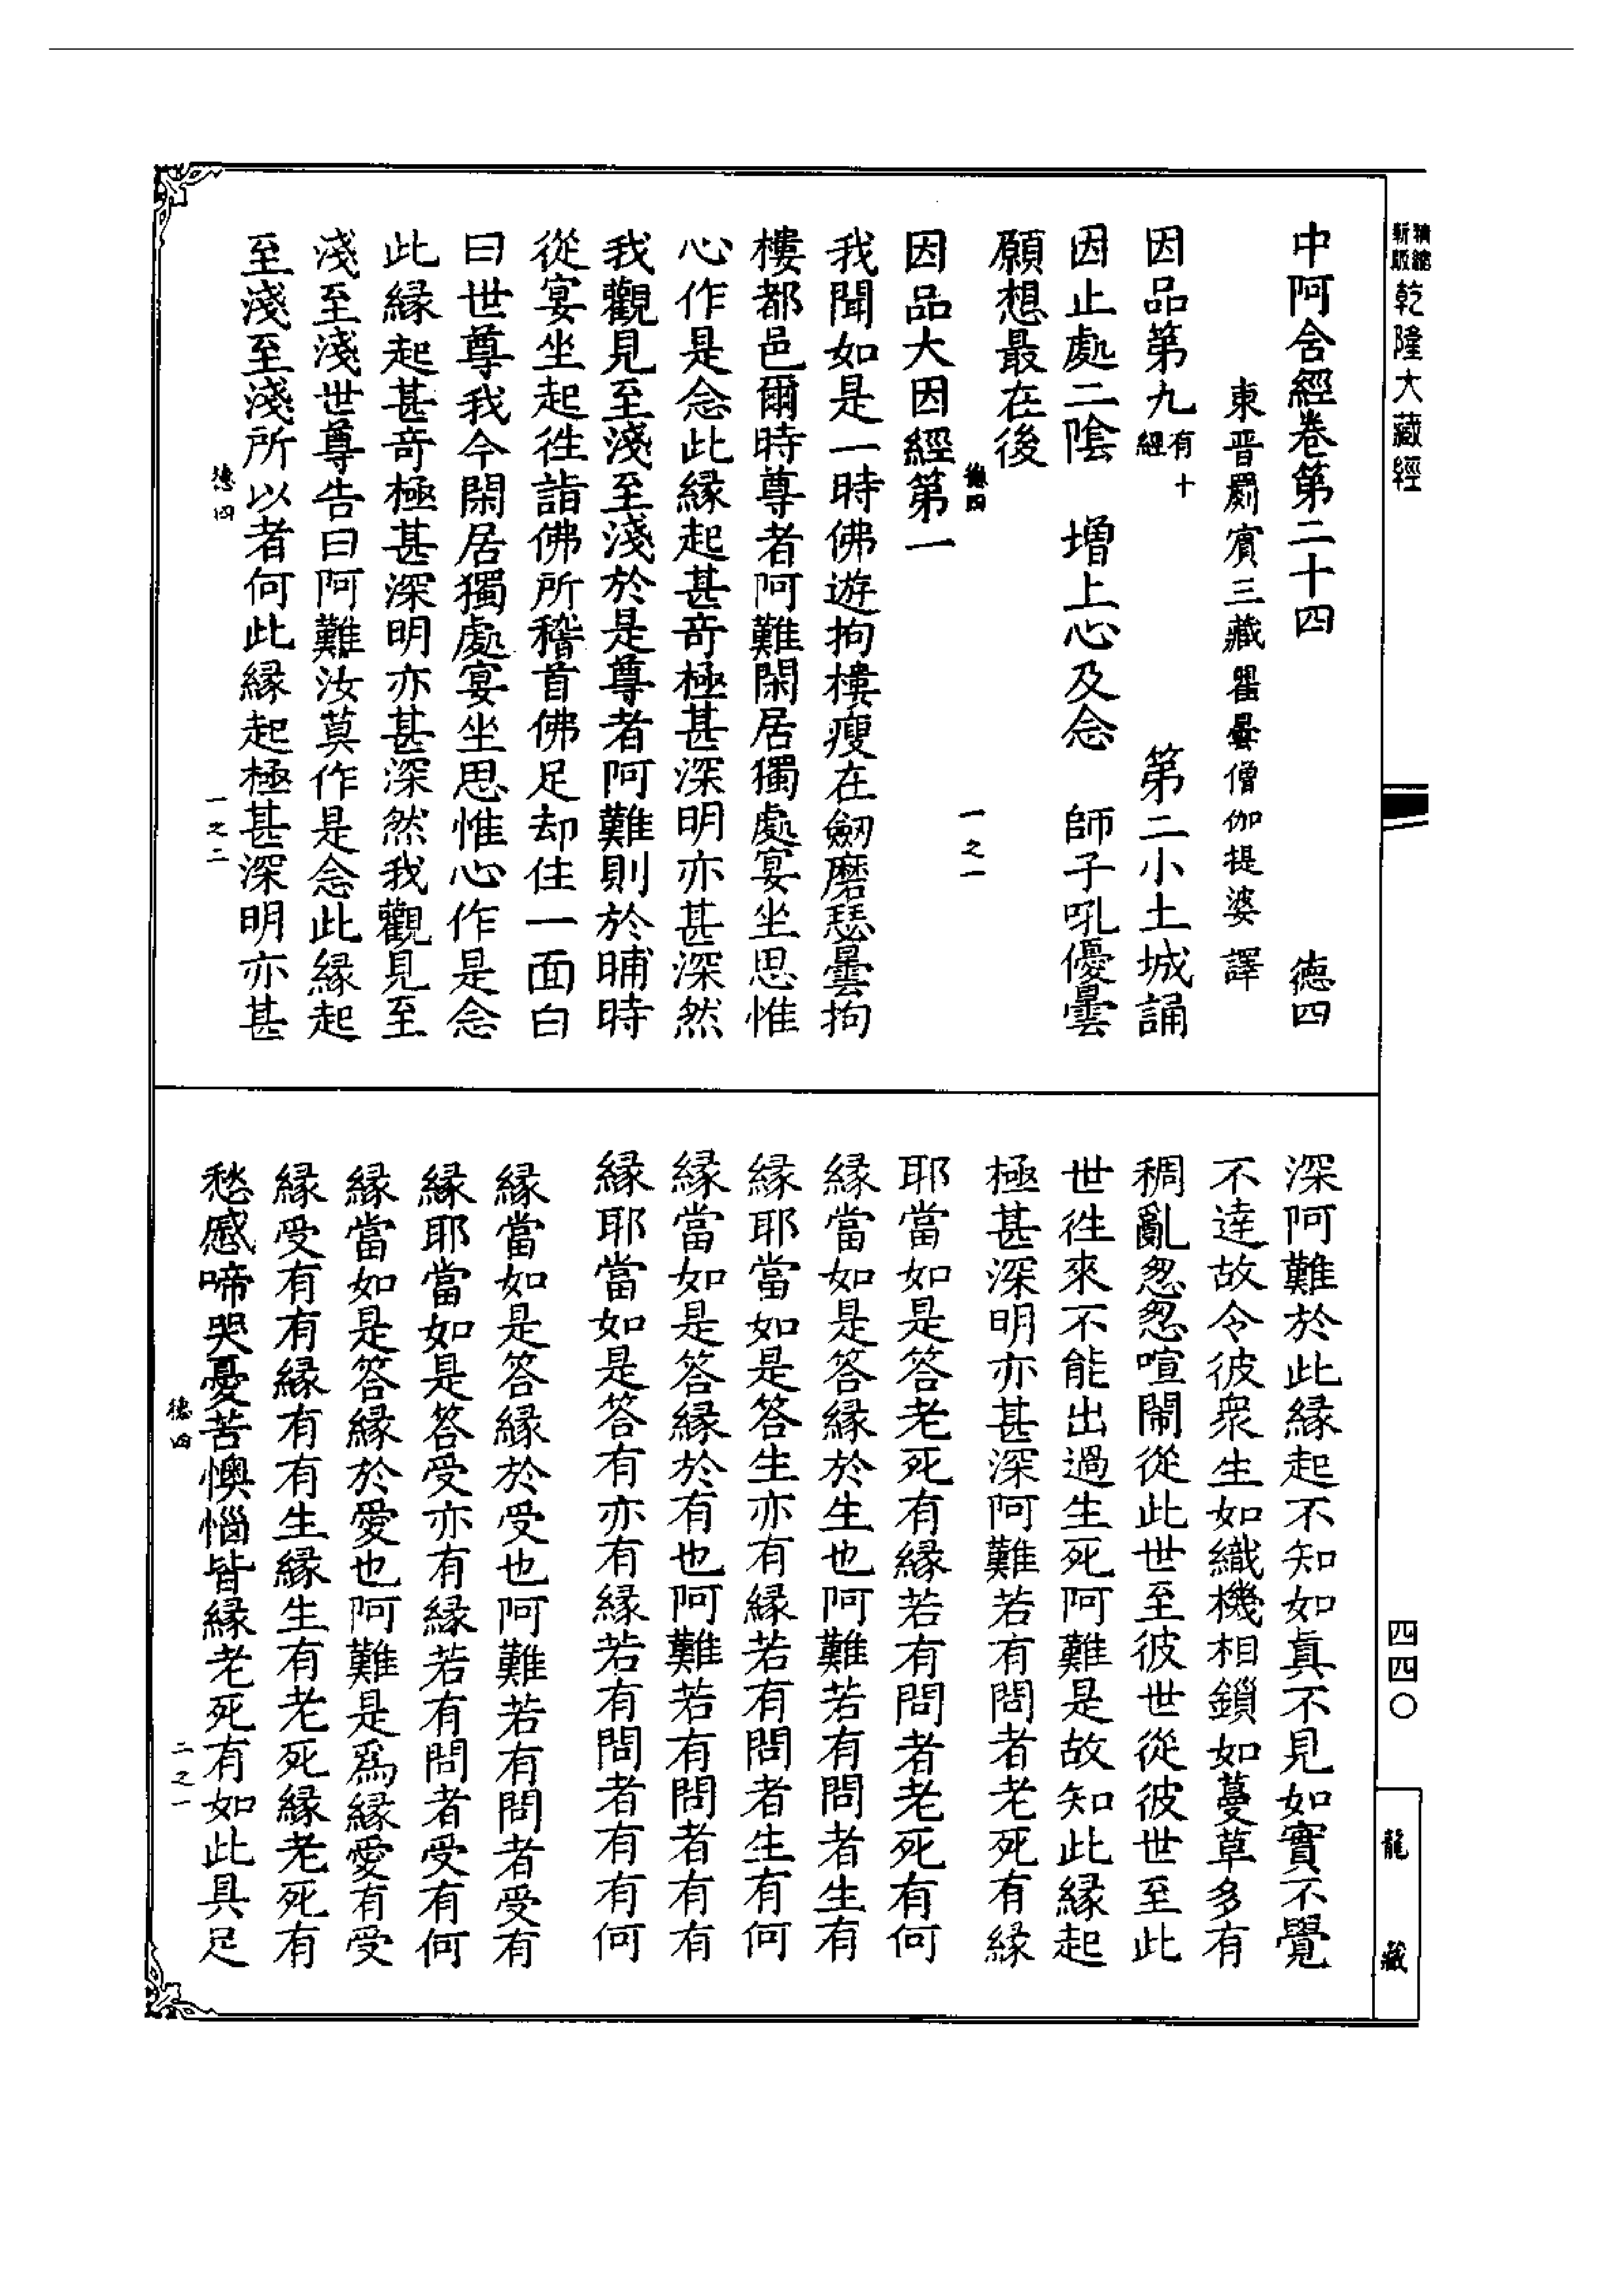 精縮新版乾隆大藏經
中阿含經卷第二十四 德四
東晉罽賓三藏瞿曇僧伽提婆譯
因品第九有十經 第二小土城誦
因止處二陰 增上心及念 師子吼優曇
願想最在後
德四 一之一
因品大因經第一
我聞如是一時佛遊拘樓瘦在劒磨瑟曇拘
樓都邑爾時尊者阿難閑居獨處宴坐思惟
心作是念此緣起甚奇極甚深明亦甚深然
我觀見至淺至淺於是尊者阿難則於晡時
從宴坐起徃詣佛所稽首佛足却住一面白
曰世尊我今閑居獨處宴坐思惟心作是念
此緣起甚奇極甚深明亦甚深然我觀見至
淺至淺世尊告曰阿難汝莫作是念此緣起
至淺至淺所以者何此緣起極甚深明亦甚
德四 一之二
深阿難於此緣起不知如真不見如實不覺
不達故令彼衆生如織機相鎖如蔓草多有
稠亂怱怱喧鬧從此世至彼世從彼世至此
世徃來不能出過生死阿難是故知此緣起
極甚深明亦甚深阿難若有問者老死有緣
耶當如是答老死有緣若有問者老死有何
緣當如是答緣於生也阿難若有問者生有
緣耶當如是答生亦有緣若有問者生有何
緣當如是答緣於有也阿難若有問者有有
緣耶當如是答有亦有緣若有問者有有何
緣當如是答緣於受也阿難若有問者受有
緣耶當如是答受亦有緣若有問者受有何
緣當如是答緣於愛也阿難是爲緣愛有受
緣受有有緣有有生緣生有老死緣老死有
愁慼啼哭憂苦懊惱皆緣老死有如此具足
德四 二之一
四四〇
龍藏